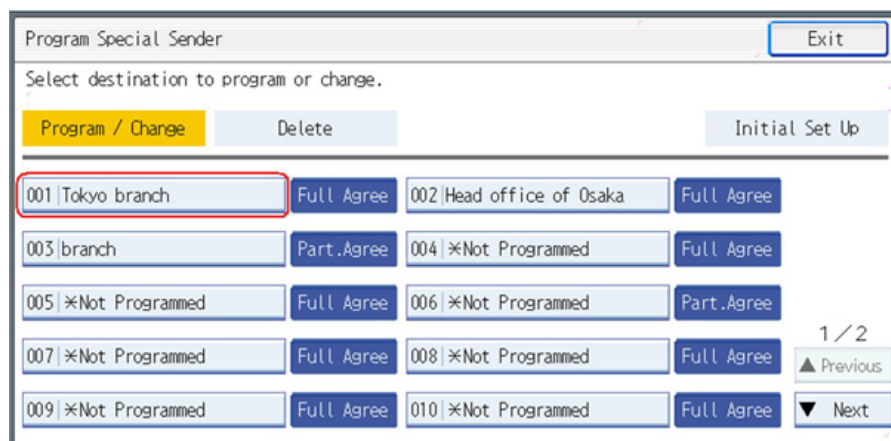 Program Special Sender Exit
Select destination to program or change.
Program / Change Delete Initial Set Up
001 Tokyo branch Full Agree 002 Head office of Osaka Full Agree
003 branch Part.Agree 004 ＊Not Programmed Full Agree
005 ＊Not Programmed Full Agree 006 ＊Not Programmed Part.Agree
1/2
007 ＊Not Programmed Full Agree 008 ＊Not Programmed Full Agree ▲ Previous
009 ＊Not Programmed Full Agree 010 ＊Not Programmed Full Agree ▼ Next